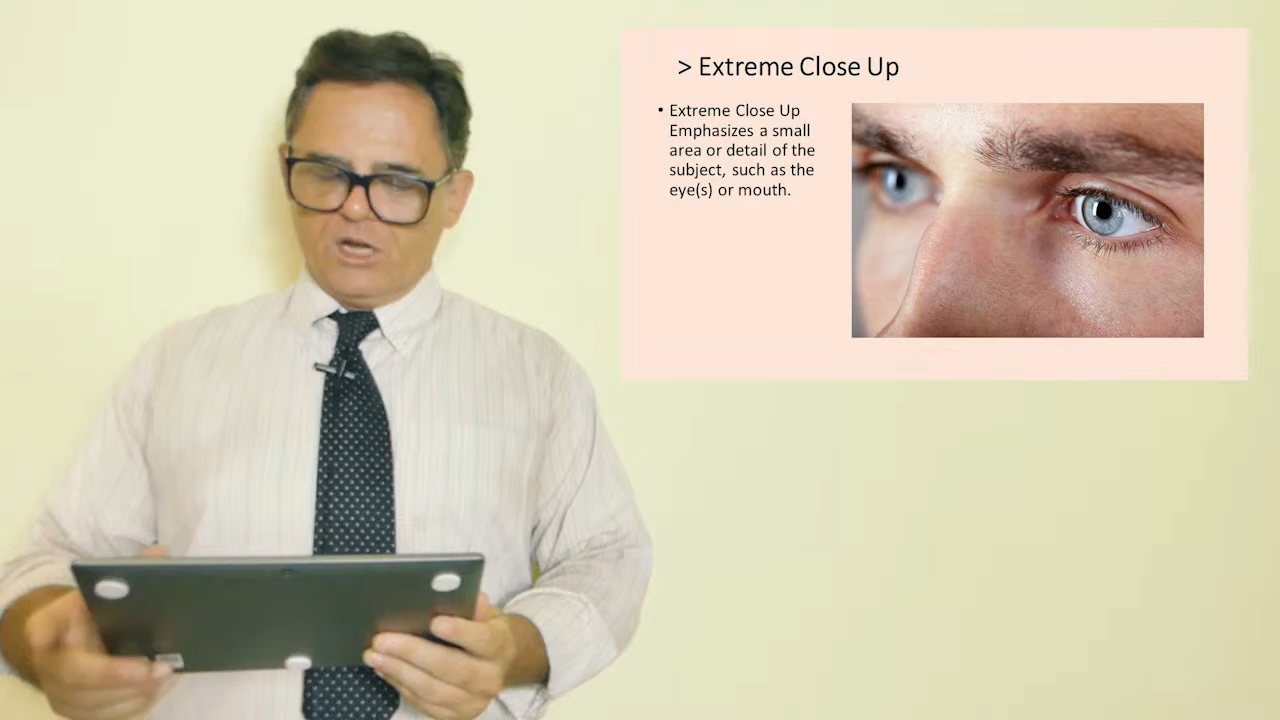 > Extreme Close Up
• Extreme Close Up
Emphasizes a small
area or detail of the
subject, such as the
eye(s) or mouth.